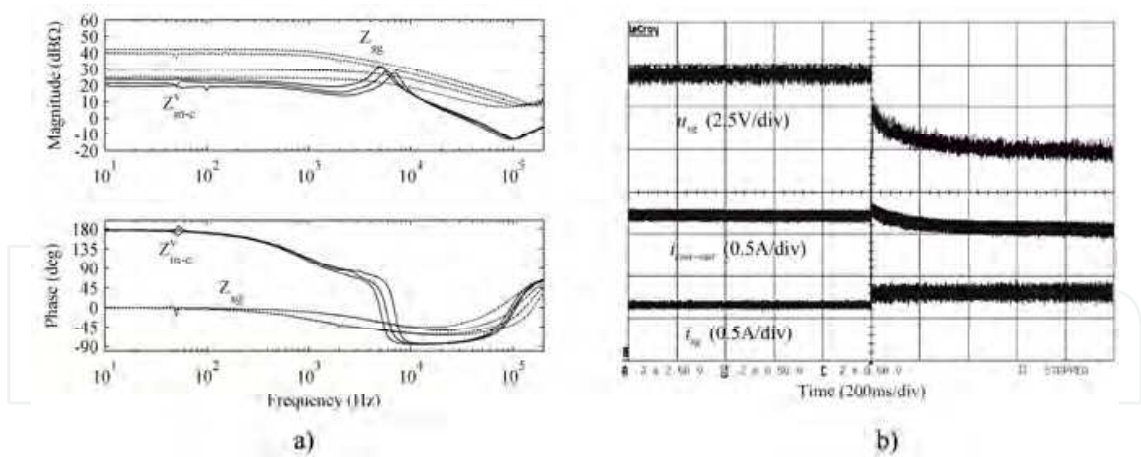 60
50
40
30
20
10
0
-10
-20
Magnitude (dBΩ)
Z_sg
10^1 10^2 10^3 10^4 10^5
180
135
90
45
0
-45
-90
Phase (deg)
Z_sg
10^1 10^2 10^3 10^4 10^5
Frequency (Hz)
a)
LeCroy
u_sg (2.5V/div)
(0.5A/div)
i_sg (0.5A/div)
STOPPED
Time (200ms/div)
b)